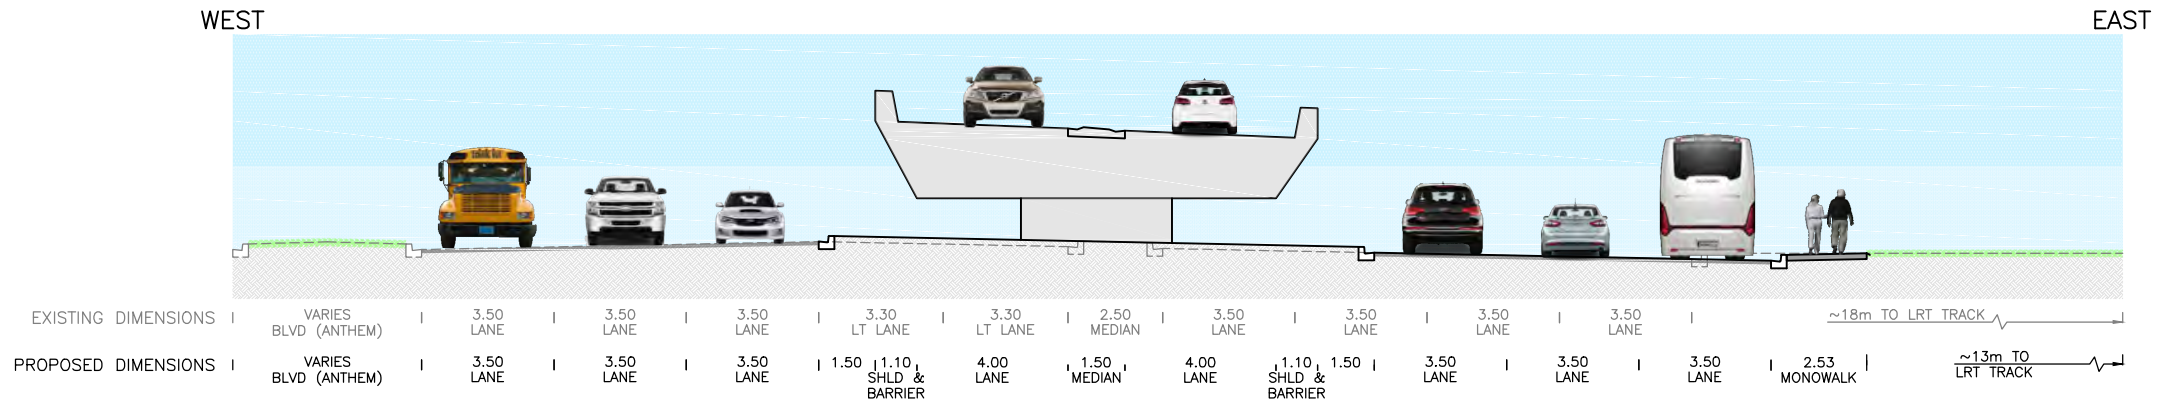 WEST EAST
SCHOOL BUS
EXISTING DIMENSIONS VARIES 3.50 3.50 3.50 3.30 3.30 2.50 3.50 3.50 3.50 3.50 ~18m TO LRT TRACK
BLVD (ANTHEM) LANE LANE LANE LT LANE LT LANE MEDIAN LANE LANE LANE LANE
PROPOSED DIMENSIONS VARIES 3.50 3.50 3.50 1.50 1.10 4.00 1.50 4.00 1.10 1.50 3.50 3.50 3.50 2.53 ~13m TO
BLVD (ANTHEM) LANE LANE LANE SHLD & LANE MEDIAN LANE SHLD & LANE LANE LANE MONOWALK LRT TRACK
BARRIER BARRIER